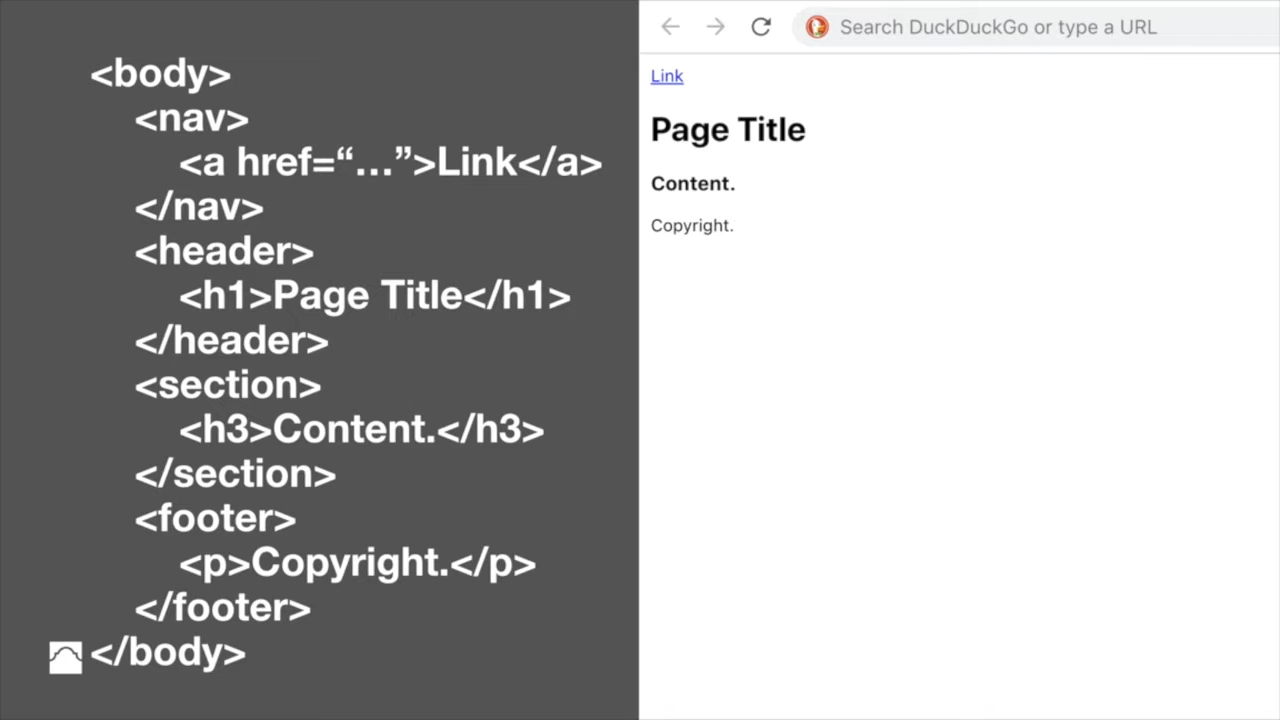 <body>
<nav>
<a href=“…”>Link</a>
</nav>
<header>
<h1>Page Title</h1>
</header>
<section>
<h3>Content.</h3>
</section>
<footer>
<p>Copyright.</p>
</footer>
</body>
Search DuckDuckGo or type a URL
Link
Page Title
Content.
Copyright.